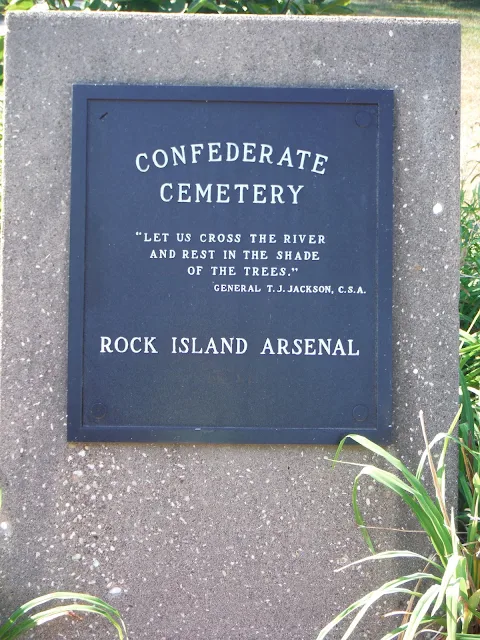 CONFEDERATE
CEMETERY
"LET US CROSS THE RIVER
AND REST IN THE SHADE
OF THE TREES."
GENERAL T.J. JACKSON, C.S.A.
ROCK ISLAND ARSENAL